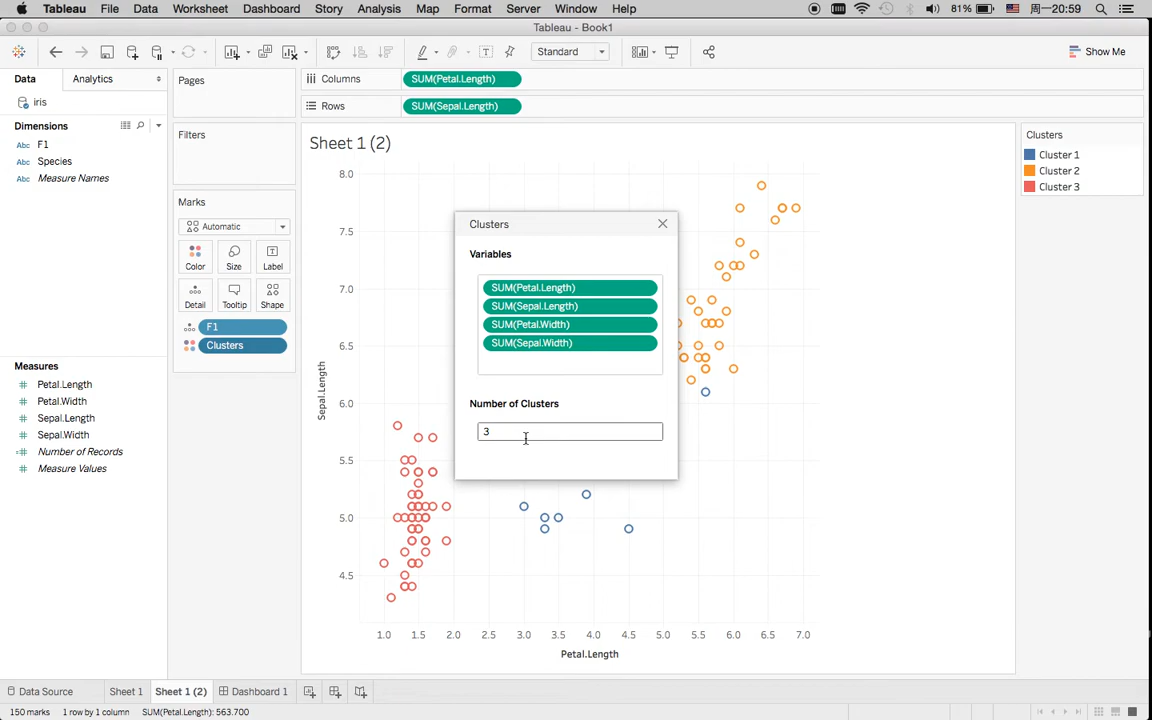 Tableau File Data Worksheet Dashboard Story Analysis Map Format Server Window Help 81% 周一20:59
Tableau - Book1
Standard Show Me
Data Analytics
iris
Dimensions
Abc F1
Abc Species
Abc Measure Names
Measures
# Petal.Length
# Petal.Width
# Sepal.Length
# Sepal.Width
=# Number of Records
# Measure Values
Pages
Filters
Marks
Automatic
Color Size Label
Detail Tooltip Shape
F1
Clusters
Columns SUM(Petal.Length)
Rows SUM(Sepal.Length)
Sheet 1 (2)
8.0
7.5
7.0
6.5
6.0
5.5
5.0
4.5
Sepal.Length
1.0 1.5 2.0 2.5 3.0 3.5 4.0 4.5 5.0 5.5 6.0 6.5 7.0
Petal.Length
Clusters
Variables
SUM(Petal.Length)
SUM(Sepal.Length)
SUM(Petal.Width)
SUM(Sepal.Width)
Number of Clusters
3
Clusters
Cluster 1
Cluster 2
Cluster 3
Data Source Sheet 1 Sheet 1 (2) Dashboard 1
150 marks 1 row by 1 column SUM(Petal.Length): 563.700